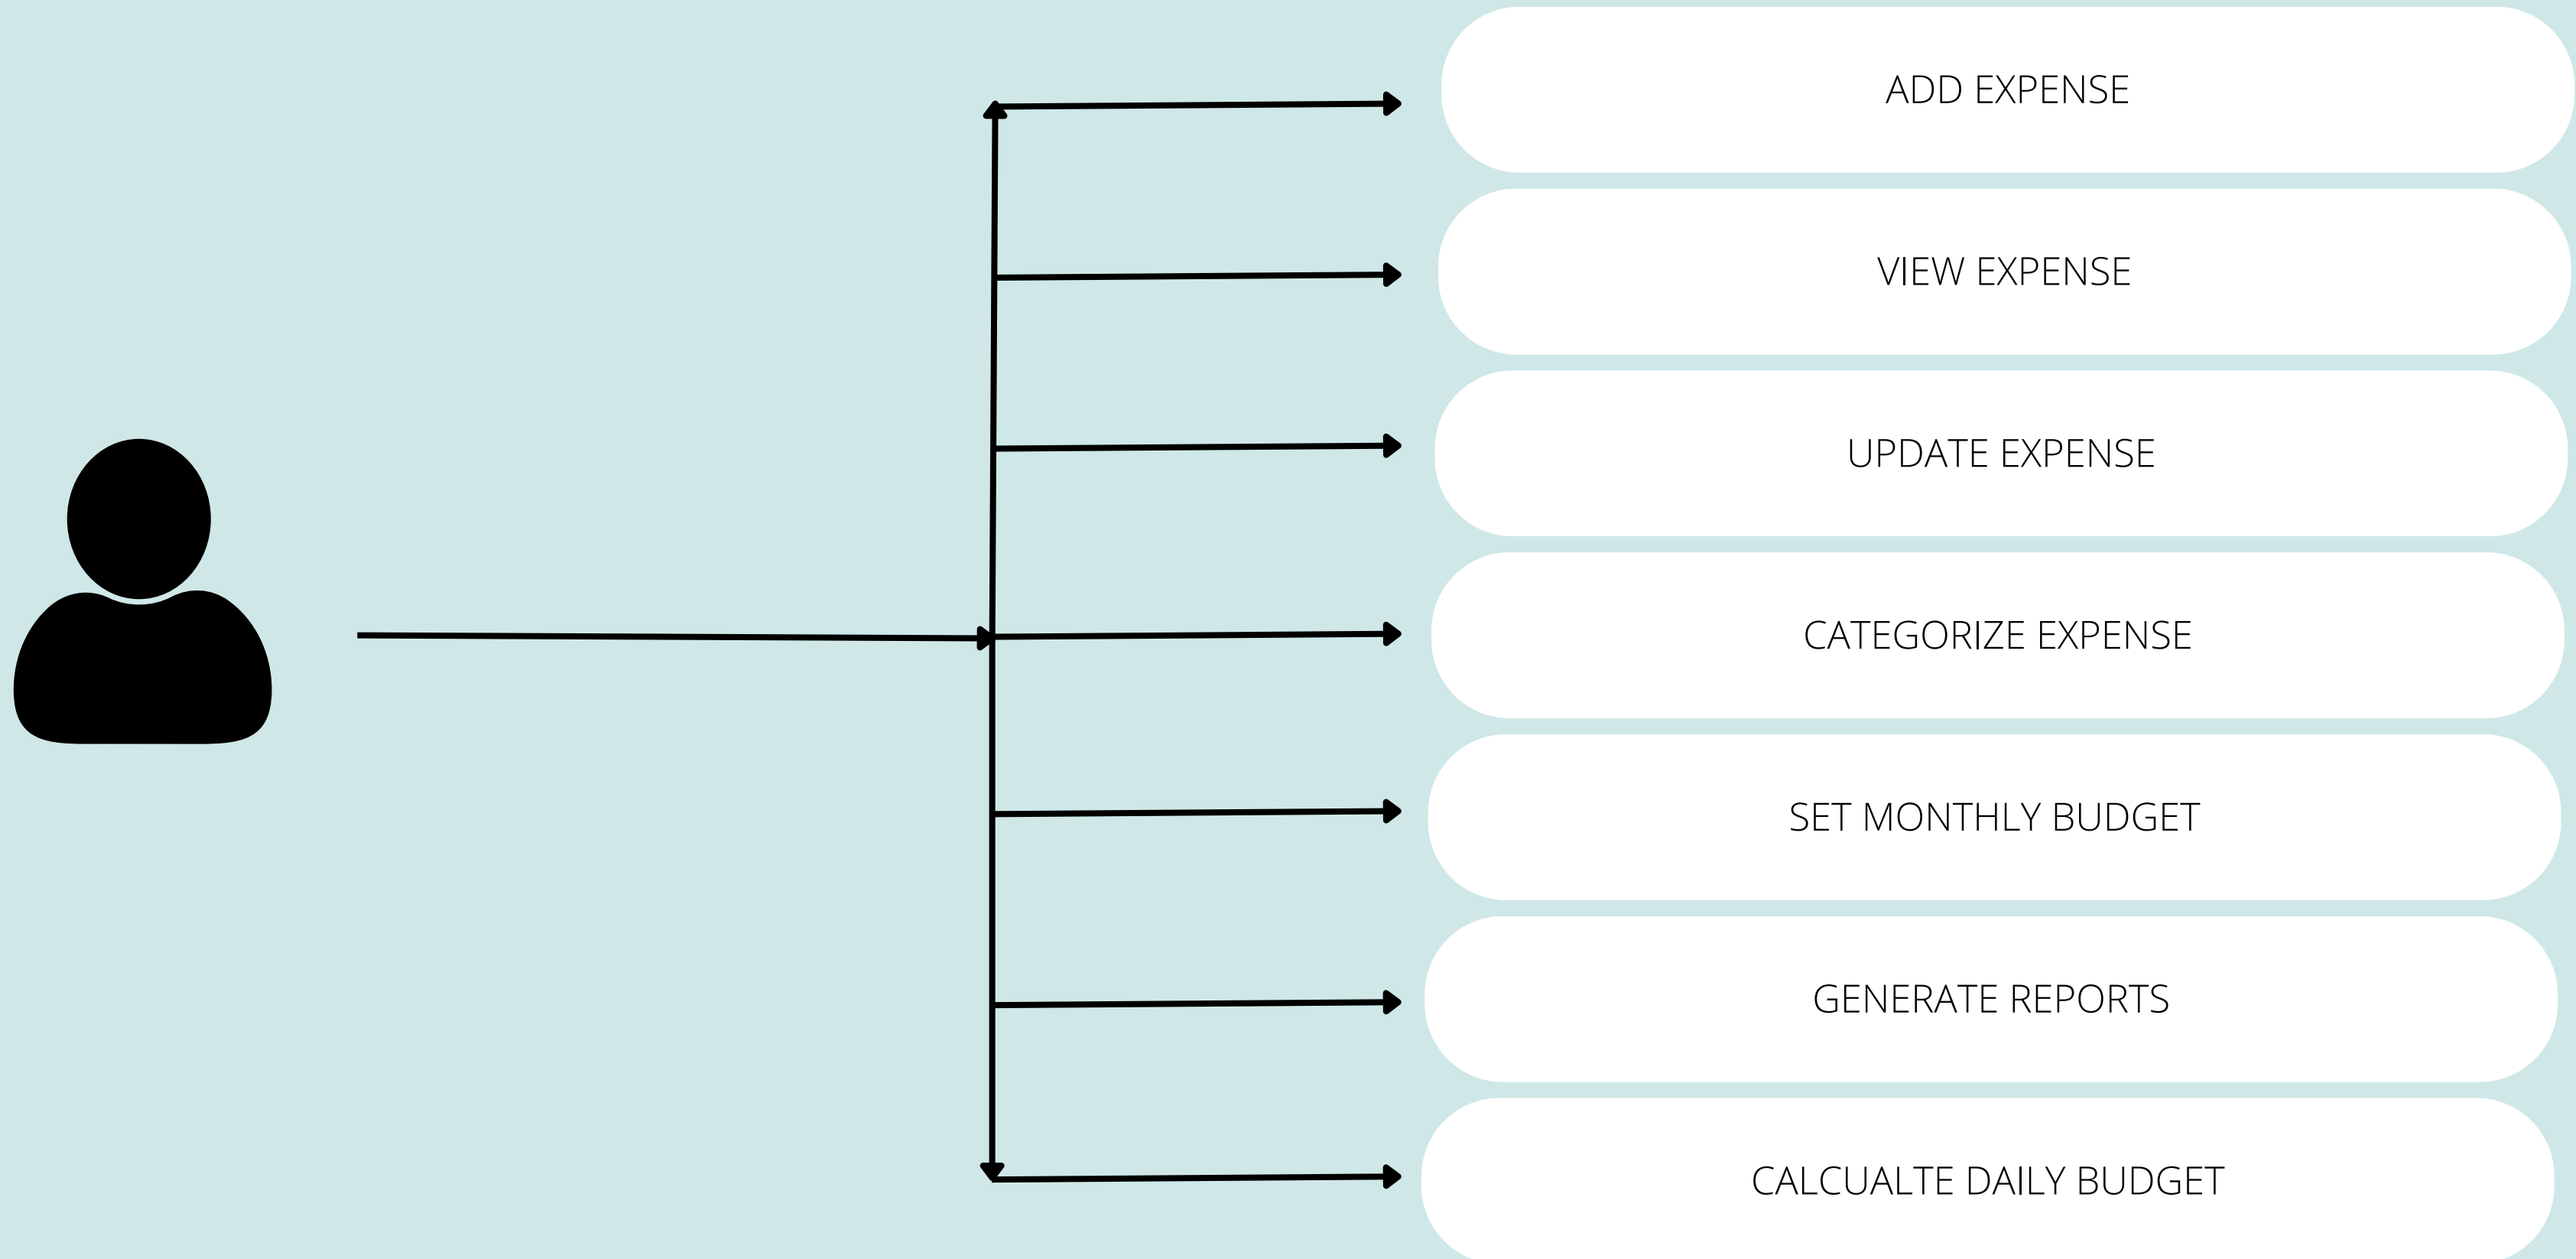 ADD EXPENSE
VIEW EXPENSE
UPDATE EXPENSE
CATEGORIZE EXPENSE
SET MONTHLY BUDGET
GENERATE REPORTS
CALCUALTE DAILY BUDGET